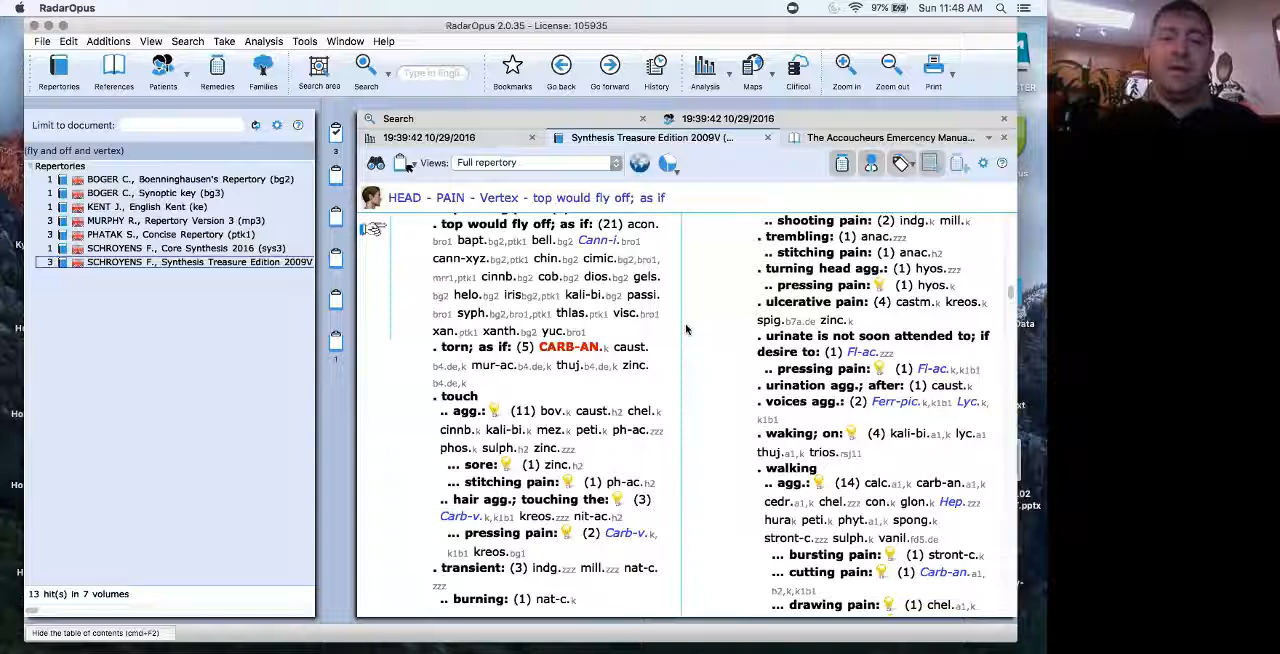 RadarOpus
97%
Sun 11:48 AM
RadarOpus 2.0.35 - License: 105935
File Edit Additions View Search Take Analysis Tools Window Help
Type in Engli..
Repertories References Patients Remedies Families Search area Search Bookmarks Go back Go forward History Analysis Maps Clificol Zoom in Zoom out Print
Limit to document:
(fly and off and vertex)
Repertories
1 BOGER C., Boenninghausen's Repertory (bg2)
1 BOGER C., Synoptic key (bg3)
1 KENT J., English Kent (ke)
3 MURPHY R., Repertory Version 3 (mp3)
3 PHATAK S., Concise Repertory (ptk1)
1 SCHROYENS F., Core Synthesis 2016 (sys3)
3 SCHROYENS F., Synthesis Treasure Edition 2009V
13 hit(s) in 7 volumes
Hide the table of contents (cmd+F2)
3
1
Search
19:39:42 10/29/2016
19:39:42 10/29/2016
Synthesis Treasure Edition 2009V (...
The Accoucheurs Emercency Manua...
Views: Full repertory
HEAD - PAIN - Vertex - top would fly off; as if
. top would fly off; as if: (21) acon.
bro1 bapt.bg2,ptk1 bell.bg2 Cann-i.bro1
cann-xyz.bg2,ptk1 chin.bg2 cimic.bg2,bro1,
mrr1,ptk1 cinnb.bg2 cob.bg2 dios.bg2 gels.
bg2 helo.bg2 irisbg2,ptk1 kali-bi.bg2 passi.
bro1 syph.bg2,bro1,ptk1 thlas.ptk1 visc.bro1
xan.ptk1 xanth.bg2 yuc.bro1
. torn; as if: (5) CARB-AN.k caust.
b4.de,k mur-ac.b4.de,k thuj.b4.de,k zinc.
b4.de,k
. touch
.. agg.: (11) bov.k caust.h2 chel.k
cinnb.k kali-bi.k mez.k peti.k ph-ac.zzz
phos.k sulph.h2 zinc.zzz
... sore: (1) zinc.h2
... stitching pain: (1) ph-ac.h2
.. hair agg.; touching the: (3)
Carb-v.k,k1b1 kreos.zzz nit-ac.h2
... pressing pain: (2) Carb-v.k,
k1b1 kreos.bg1
. transient: (3) indg.zzz mill.zzz nat-c.
zzz
.. burning: (1) nat-c.k
.. shooting pain: (2) indg.k mill.k
. trembling: (1) anac.zzz
.. stitching pain: (1) anac.h2
. turning head agg.: (1) hyos.zzz
.. pressing pain: (1) hyos.k
. ulcerative pain: (4) castm.k kreos.k
spig.b7a.de zinc.k
. urinate is not soon attended to; if
desire to: (1) Fl-ac.zzz
.. pressing pain: (1) Fl-ac.k,k1b1
. urination agg.; after: (1) caust.k
. voices agg.: (2) Ferr-pic.k,k1b1 Lyc.k,
k1b1
. waking; on: (4) kali-bi.a1,k lyc.a1
thuj.a1,k trios.rsj11
. walking
.. agg.: (14) calc.a1,k carb-an.a1,k
cedr.a1,k chel.zzz con.k glon.k Hep.zzz
hurak peti.k phyt.a1,k spong.k
stront-c.zzz sulph.k vanil.fd5.de
... bursting pain: (1) stront-c.k
... cutting pain: (1) Carb-an.a1,
h2,k,k1b1
... drawing pain: (1) chel.a1,k
Data